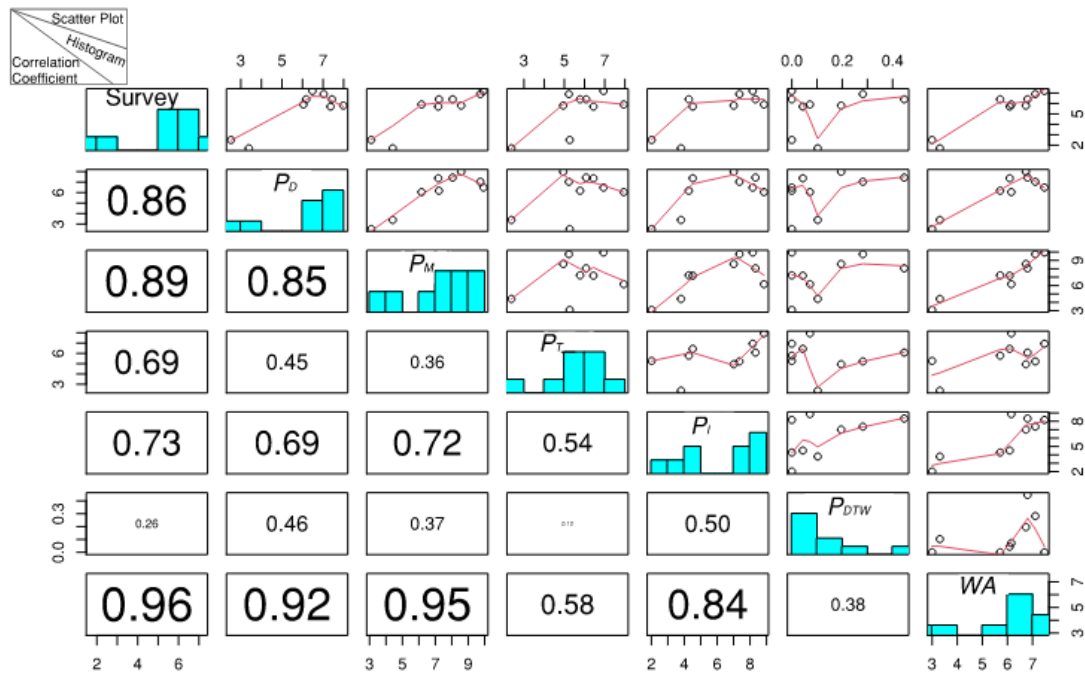 Scatter Plot
Histogram
Correlation
Coefficient
3 5 7
3 5 7
0.0 0.2 0.4
Survey
2 5
0.86
P_D
3 6
0.89
0.85
P_M
3 6 9
0.69
0.45
0.36
P_T
3 6
0.73
0.69
0.72
0.54
P_I
2 5 8
0.26
0.46
0.37
0.50
P_DTW
0.0 0.3
0.96
0.92
0.95
0.58
0.84
0.38
WA
3 5 7
2 4 6
3 5 7 9
2 4 6 8
3 4 5 6 7